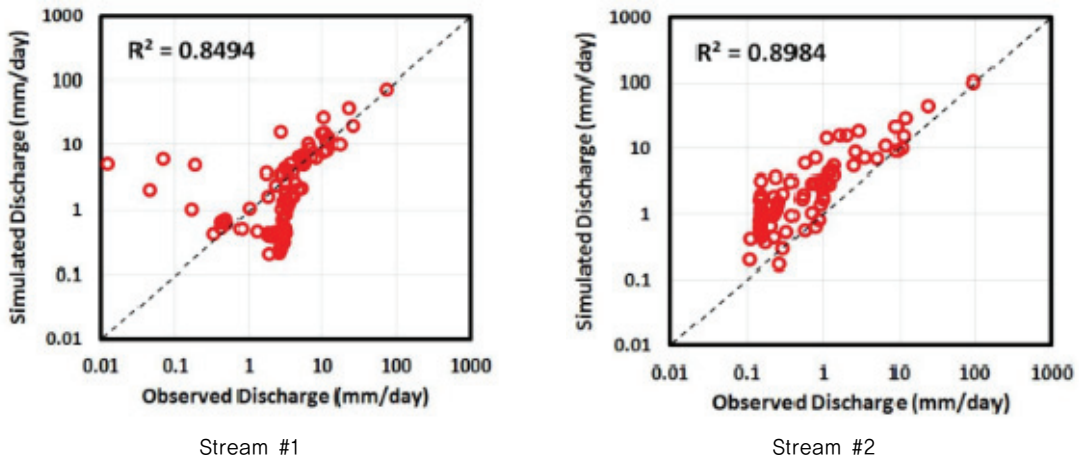 R² = 0.8494
1000
100
10
1
0.1
0.01
0.01 0.1 1 10 100 1000
Simulated Discharge (mm/day)
Observed Discharge (mm/day)
Stream #1
R² = 0.8984
1000
100
10
1
0.1
0.01
0.01 0.1 1 10 100 1000
Simulated Discharge (mm/day)
Observed Discharge (mm/day)
Stream #2